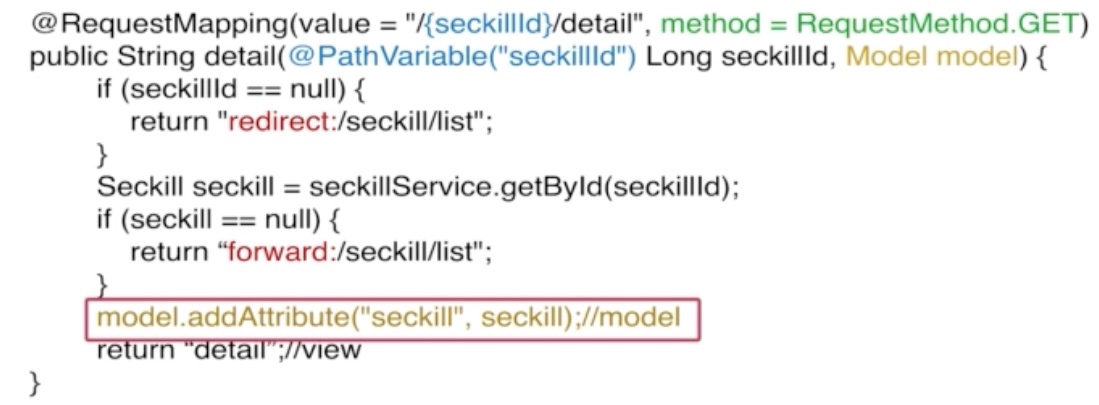 @RequestMapping(value = "/{seckillId}/detail", method = RequestMethod.GET)
public String detail(@PathVariable("seckillId") Long seckillId, Model model) {
if (seckillId == null) {
return "redirect:/seckill/list";
}
Seckill seckill = seckillService.getById(seckillId);
if (seckill == null) {
return “forward:/seckill/list";
}
model.addAttribute("seckill", seckill);//model
return “detail”;//view
}